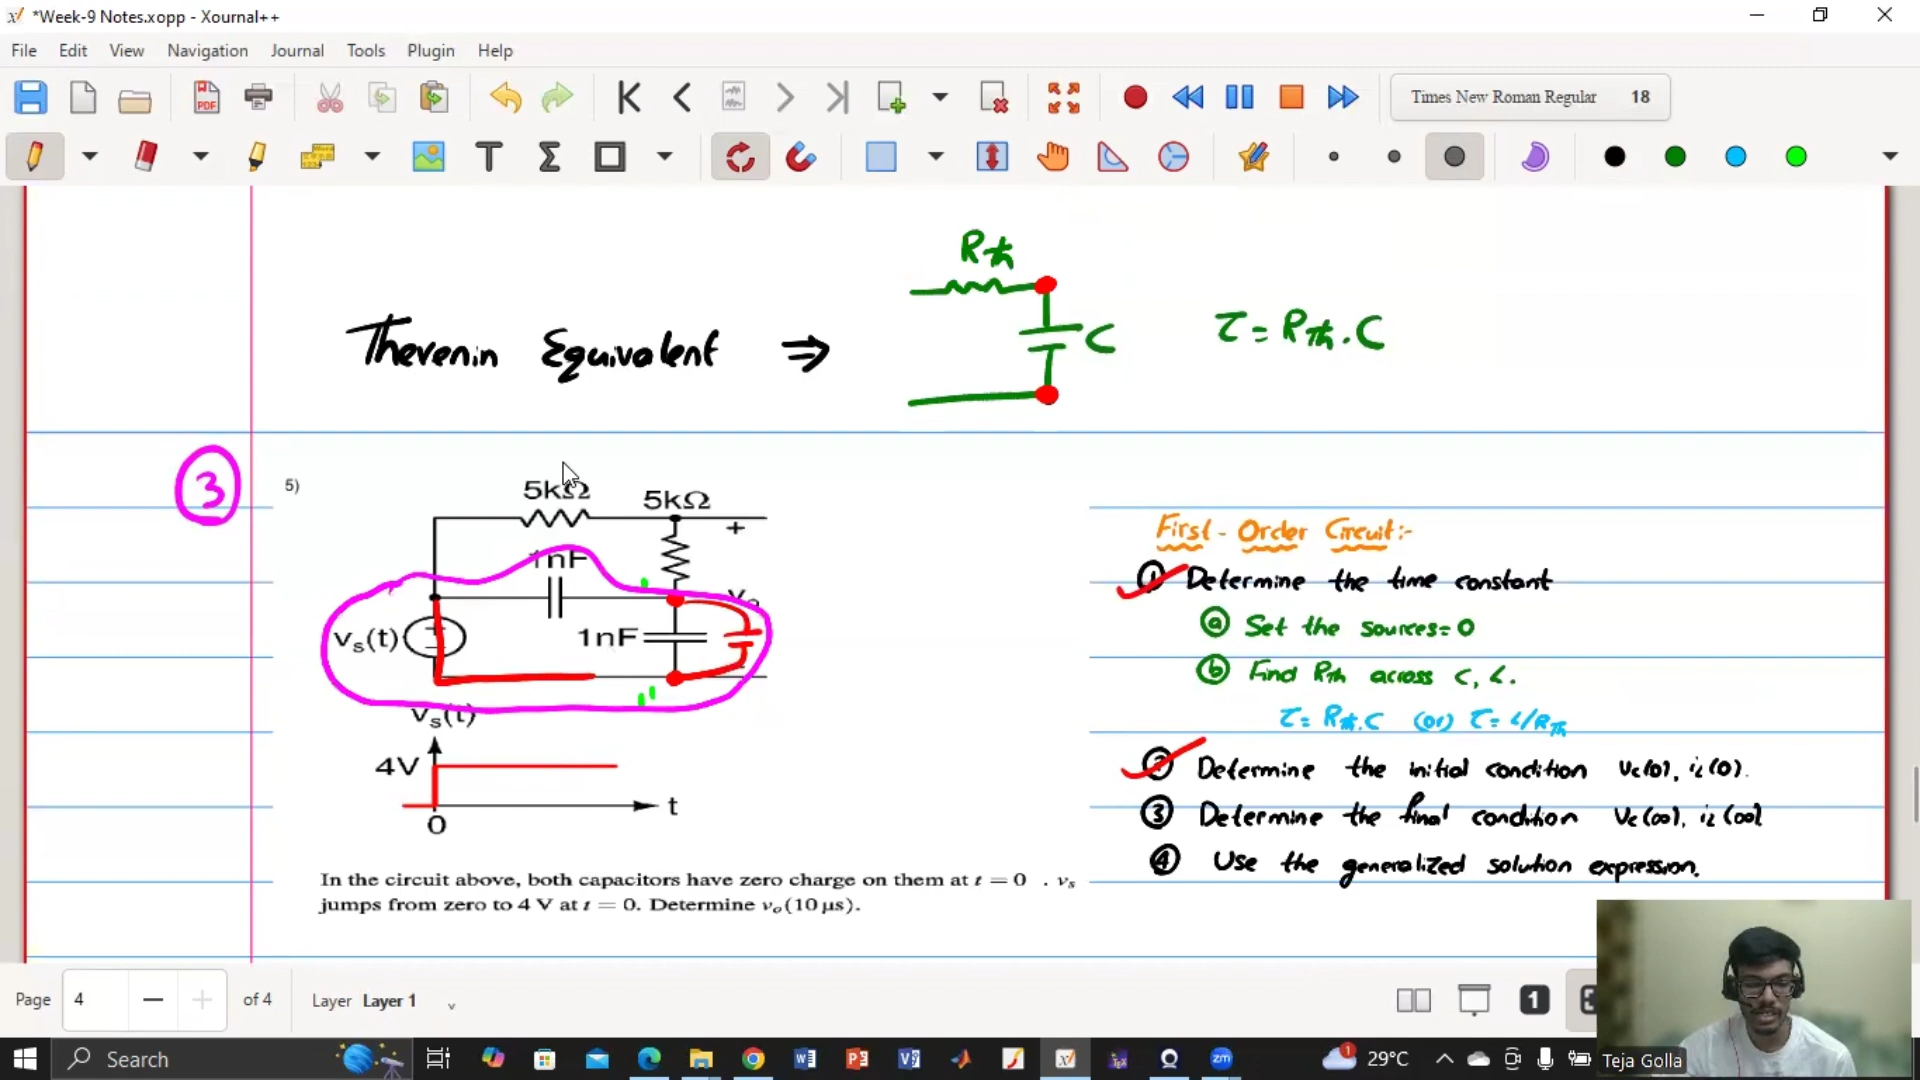 *Week-9 Notes.xopp - Xournal++
File Edit View Navigation Journal Tools Plugin Help
PDF
Times New Roman Regular 18
T Σ
Rth
Thevenin Equivalent ⇒ C τ = Rth . C
3
5)
5kΩ 5kΩ
+
1nF
vo
vs(t) + 1nF
vs(t)
4V
t
0
In the circuit above, both capacitors have zero charge on them at t = 0 . vs
jumps from zero to 4 V at t = 0. Determine vo(10 μs).
First - Order Circuit:-
① Determine the time constant
ⓐ Set the sources = 0
ⓑ Find Rth across C, L.
τ = Rth.C (or) τ = L/Rth
② Determine the initial condition Vc(0), iL(0).
③ Determine the final condition Vc(∞), iL(∞)
④ Use the generalized solution expression.
Page 4 of 4 Layer Layer 1
1
Search
29°C
Teja Golla